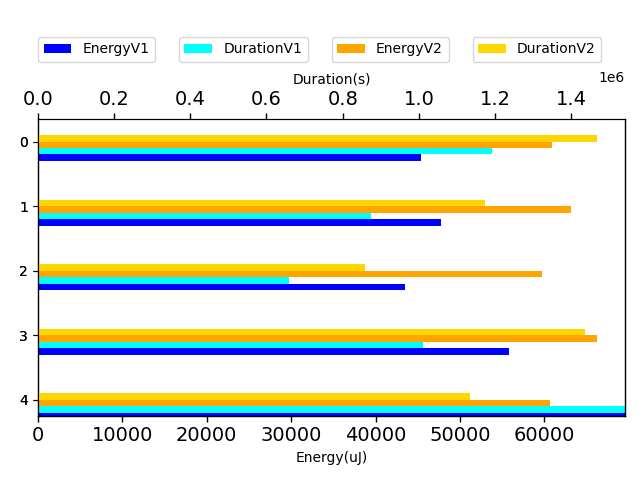 EnergyV1 DurationV1 EnergyV2 DurationV2
Duration(s)
1e6
0.0 0.2 0.4 0.6 0.8 1.0 1.2 1.4
0
1
2
3
4
0 10000 20000 30000 40000 50000 60000
Energy(uJ)